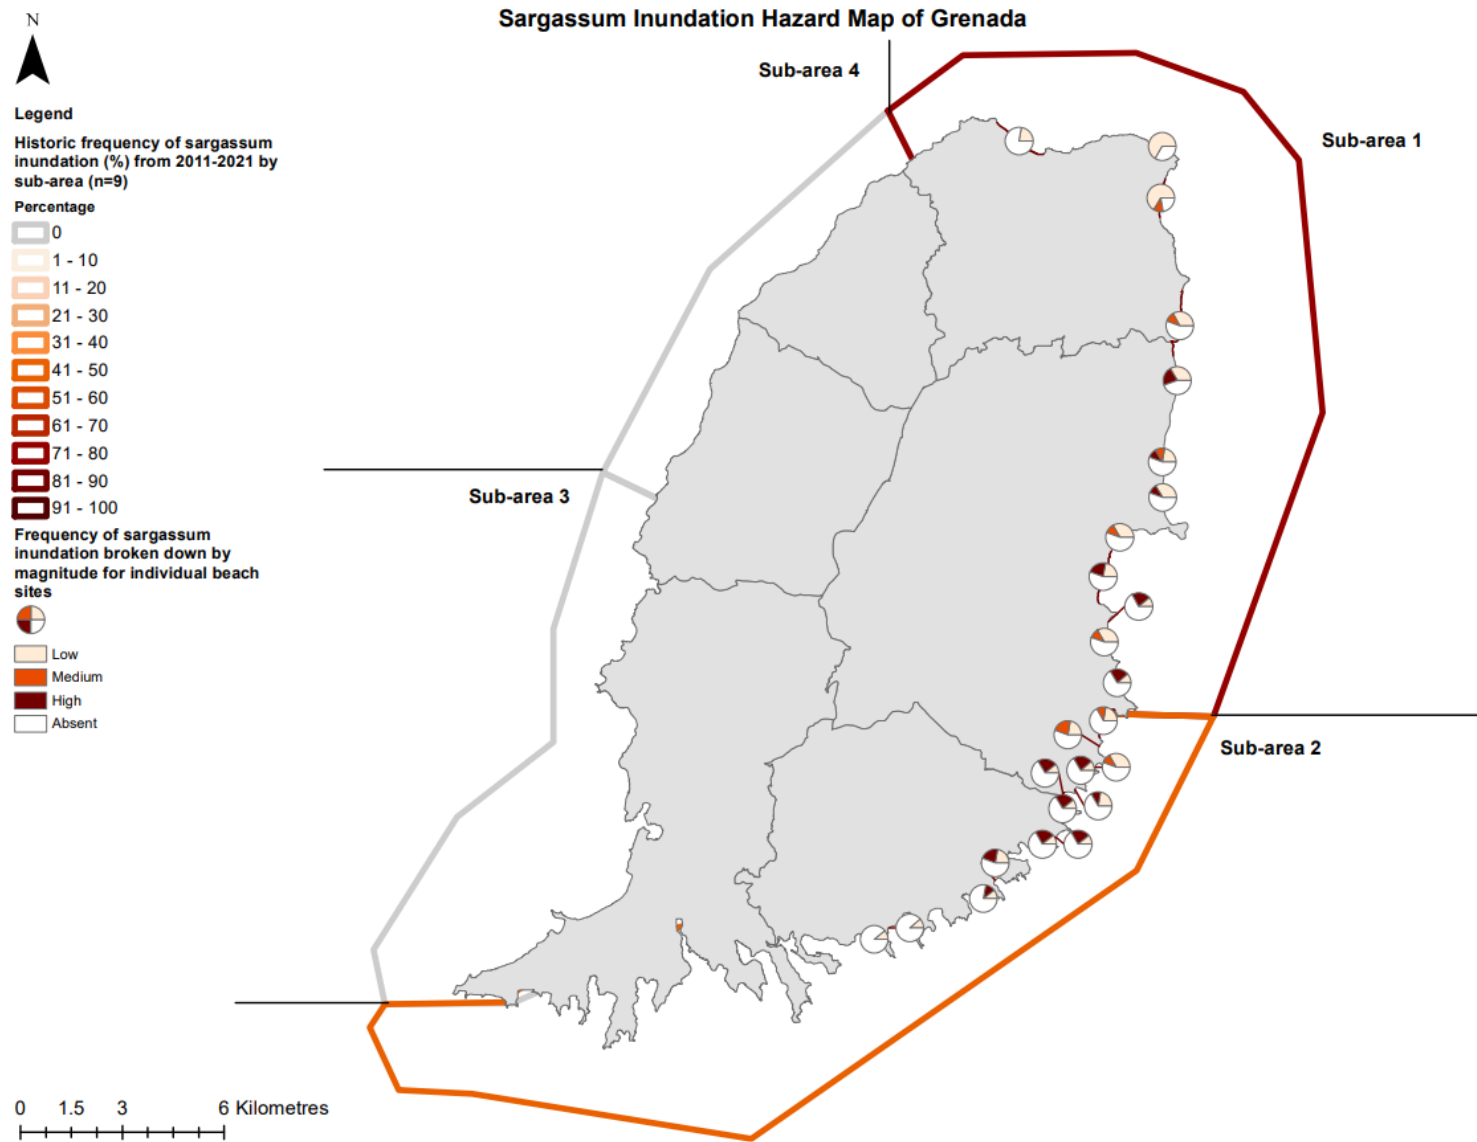 Sargassum Inundation Hazard Map of Grenada
N
Sub-area 4
Sub-area 1
Legend
Historic frequency of sargassum
inundation (%) from 2011-2021 by
sub-area (n=9)
Percentage
0
1 - 10
11 - 20
21 - 30
31 - 40
41 - 50
51 - 60
61 - 70
71 - 80
81 - 90
91 - 100
Frequency of sargassum
inundation broken down by
magnitude for individual beach
sites
Low
Medium
High
Absent
Sub-area 3
Sub-area 2
0 1.5 3 6 Kilometres